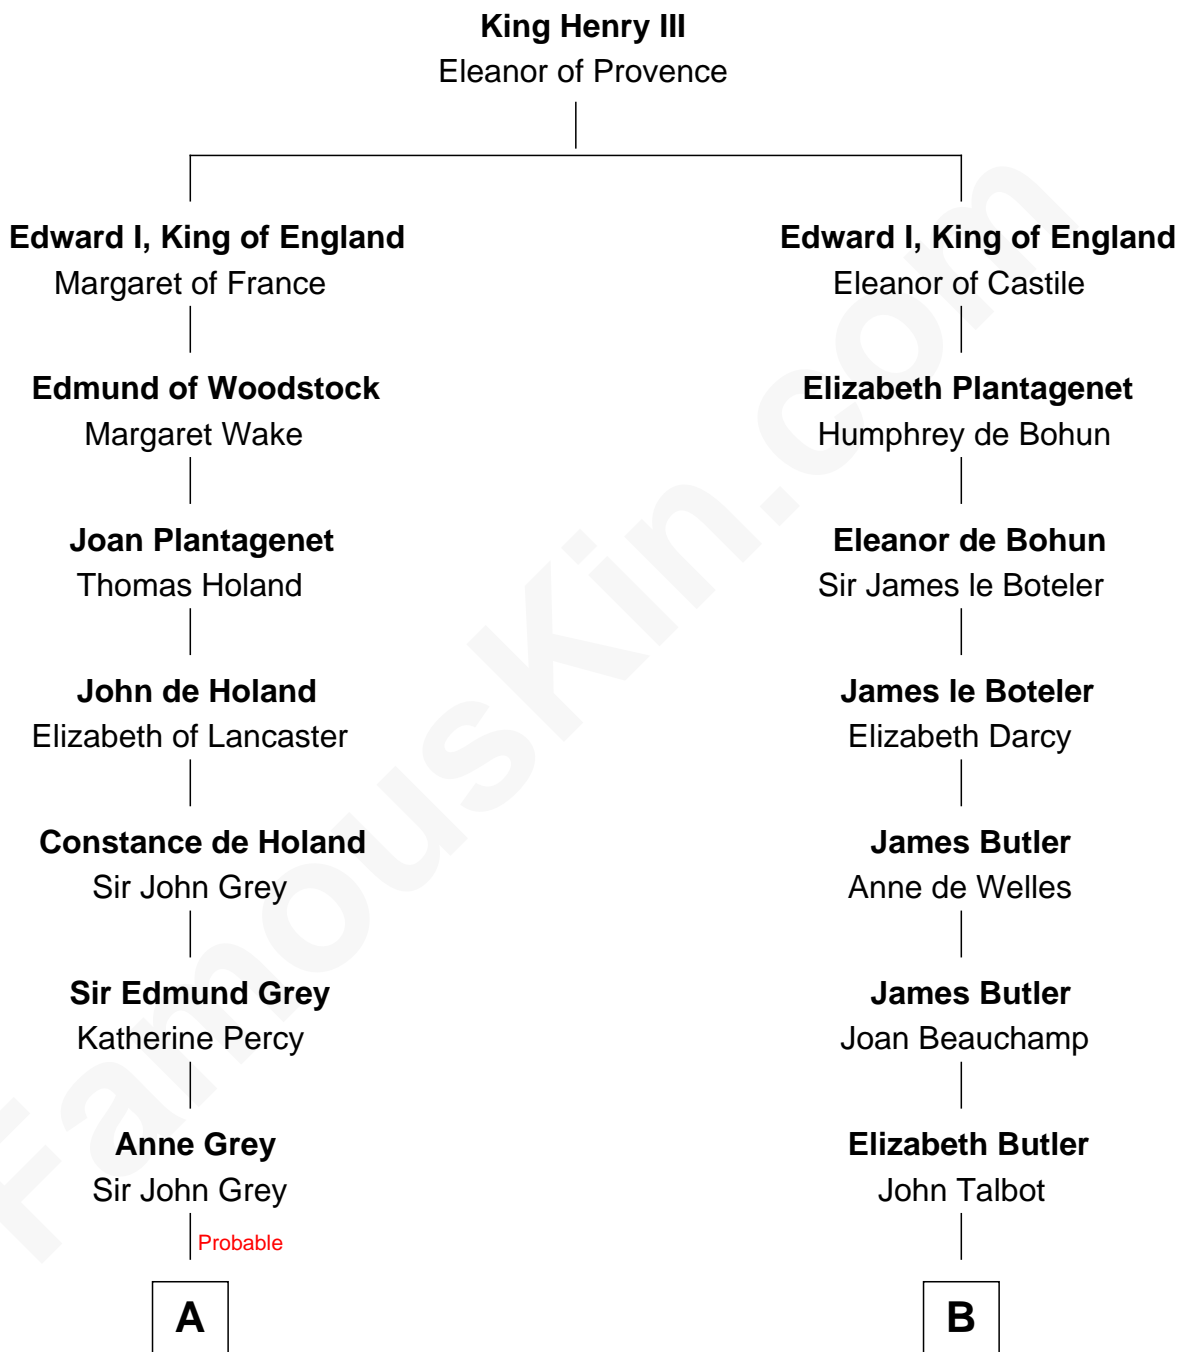 King Henry III
Eleanor of Provence
Edward I, King of England
Margaret of France
Edward I, King of England
Eleanor of Castile
Edmund of Woodstock
Margaret Wake
Elizabeth Plantagenet
Humphrey de Bohun
Joan Plantagenet
Thomas Holand
Eleanor de Bohun
Sir James le Boteler
John de Holand
Elizabeth of Lancaster
James le Boteler
Elizabeth Darcy
Constance de Holand
Sir John Grey
James Butler
Anne de Welles
Sir Edmund Grey
Katherine Percy
James Butler
Joan Beauchamp
Anne Grey
Sir John Grey
Elizabeth Butler
John Talbot
Probable
A
B
FamousKin.com